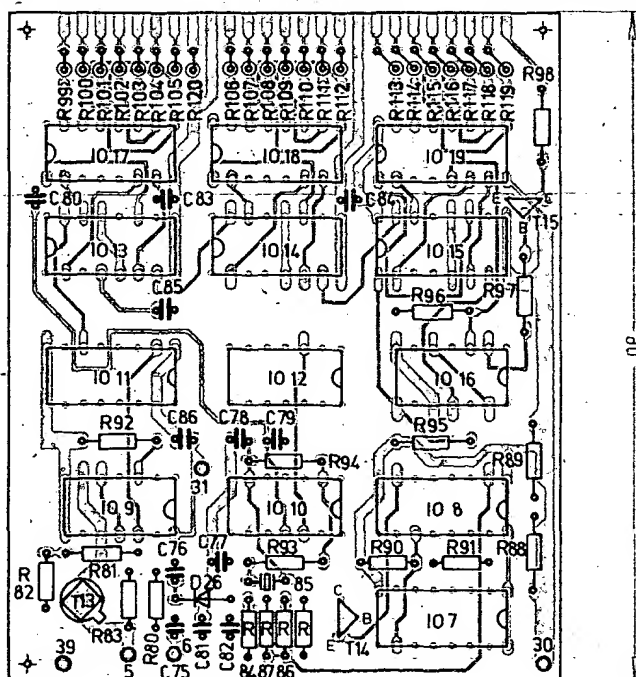 R99 R100 R101 R102 R103 R104 R105 R120 R106 R107 R108 R109 R110 R111 R112 R113 R114 R115 R116 R117 R118 R119 R98
IO 17 IO 18 IO 19
C80 C83 C84 E C T15
B
IO 13 IO 14 IO 15
C85 R96 R97
IO 11 IO 12 IO 16
R92 C86 C78 C79 R95
31 R94 R89
IO 9 IO 10 IO 8
C76 C77 R93 R90 R91 R88
R 82 R81 D26 85
T13 C B IO 7
R83 R80 C81 C82 R R R R E T14
39 5 C75 6 84 87 86 30
80